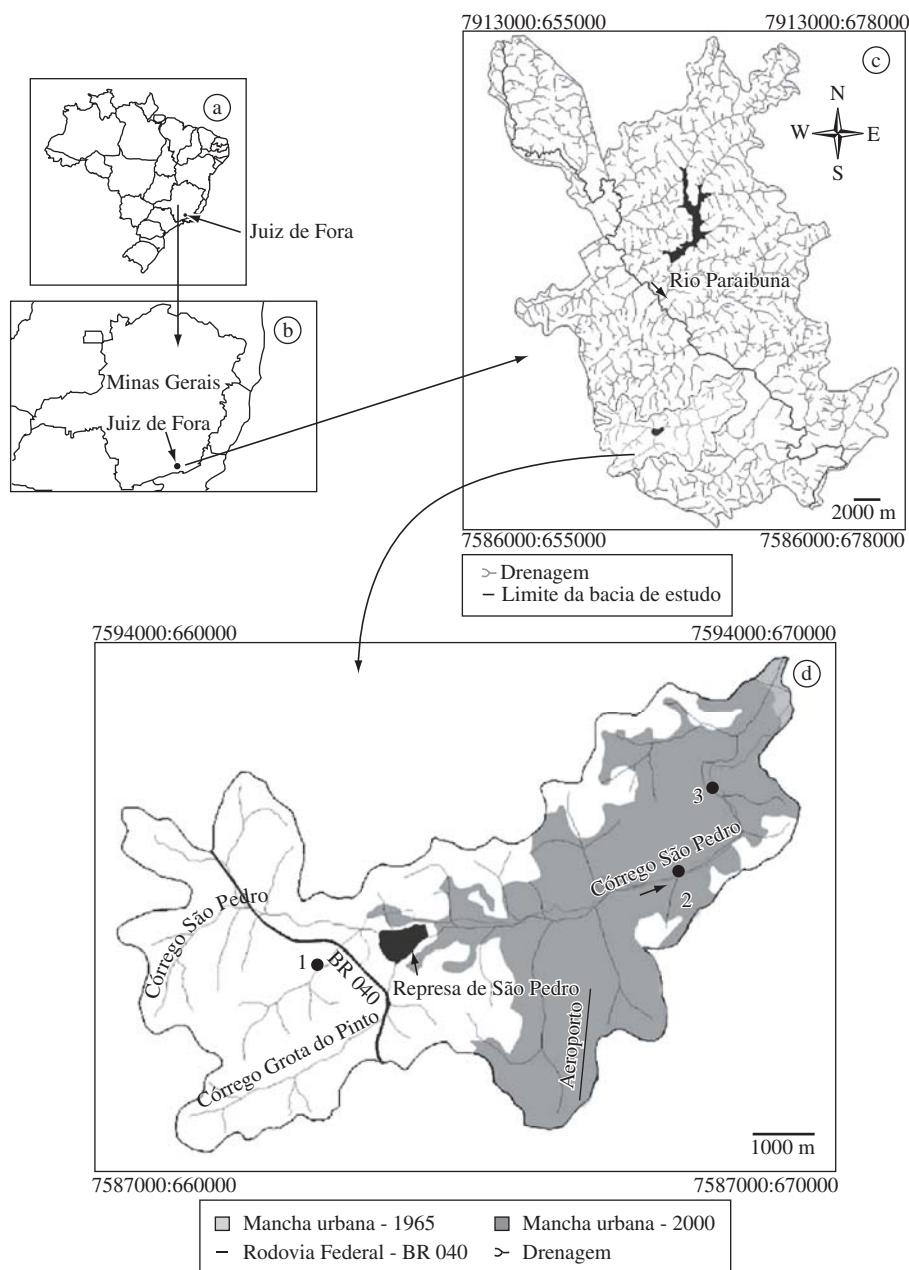 7913000:655000 7913000:678000
a
c
N
W E
S
Juiz de Fora
Rio Paraibuna
b
Minas Gerais
Juiz de Fora
2000 m
7586000:655000 7586000:678000
Drenagem
Limite da bacia de estudo
7594000:660000 7594000:670000
d
3
Córrego São Pedro
2
Córrego São Pedro
1
BR 040
Represa de São Pedro
Aeroporto
Córrego Grota do Pinto
1000 m
7587000:660000 7587000:670000
Mancha urbana - 1965 Mancha urbana - 2000
Rodovia Federal - BR 040 Drenagem